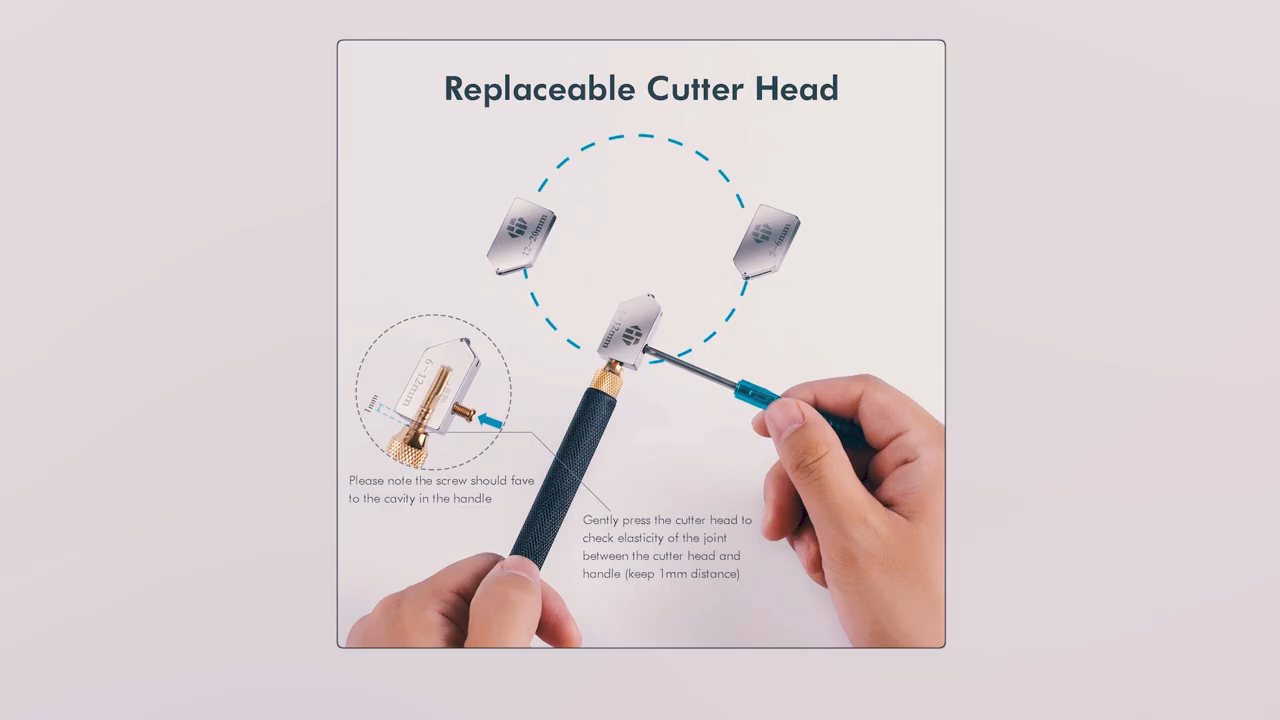 Replaceable Cutter Head
12-20mm
2-6mm
6-12mm
6-12mm
1mm
Please note the screw should fave
to the cavity in the handle
Gently press the cutter head to
check elasticity of the joint
between the cutter head and
handle (keep 1mm distance)